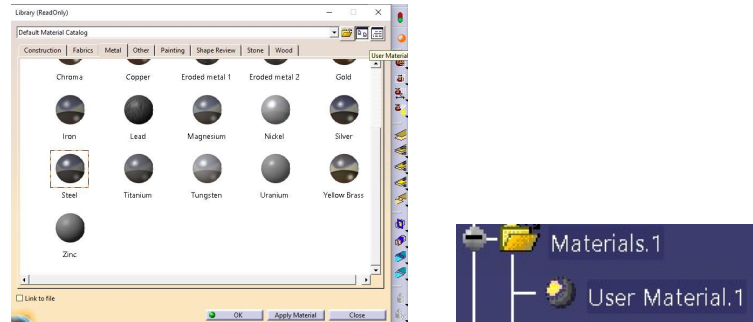 Library (ReadOnly)
Default Material Catalog
Construction Fabrics Metal Other Painting Shape Review Stone Wood
User Material
Chroma Copper Eroded metal 1 Eroded metal 2 Gold
Iron Lead Magnesium Nickel Silver
Steel Titanium Tungsten Uranium Yellow Brass
Zinc
Link to file
OK Apply Material Close
Materials.1
User Material.1